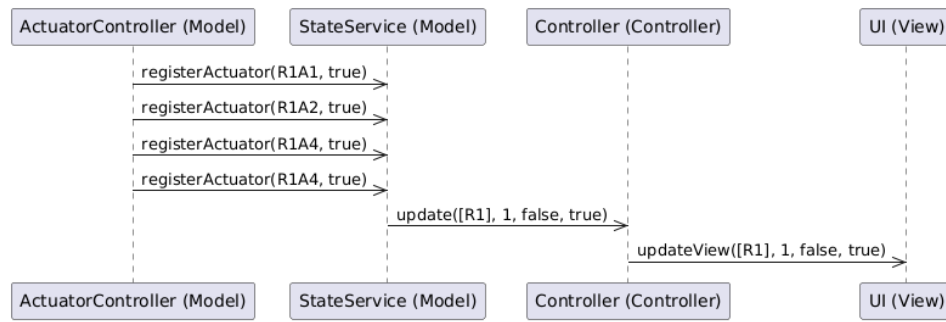 ActuatorController (Model) StateService (Model) Controller (Controller) UI (View)
registerActuator(R1A1, true)
registerActuator(R1A2, true)
registerActuator(R1A4, true)
registerActuator(R1A4, true)
update([R1], 1, false, true)
updateView([R1], 1, false, true)
ActuatorController (Model) StateService (Model) Controller (Controller) UI (View)